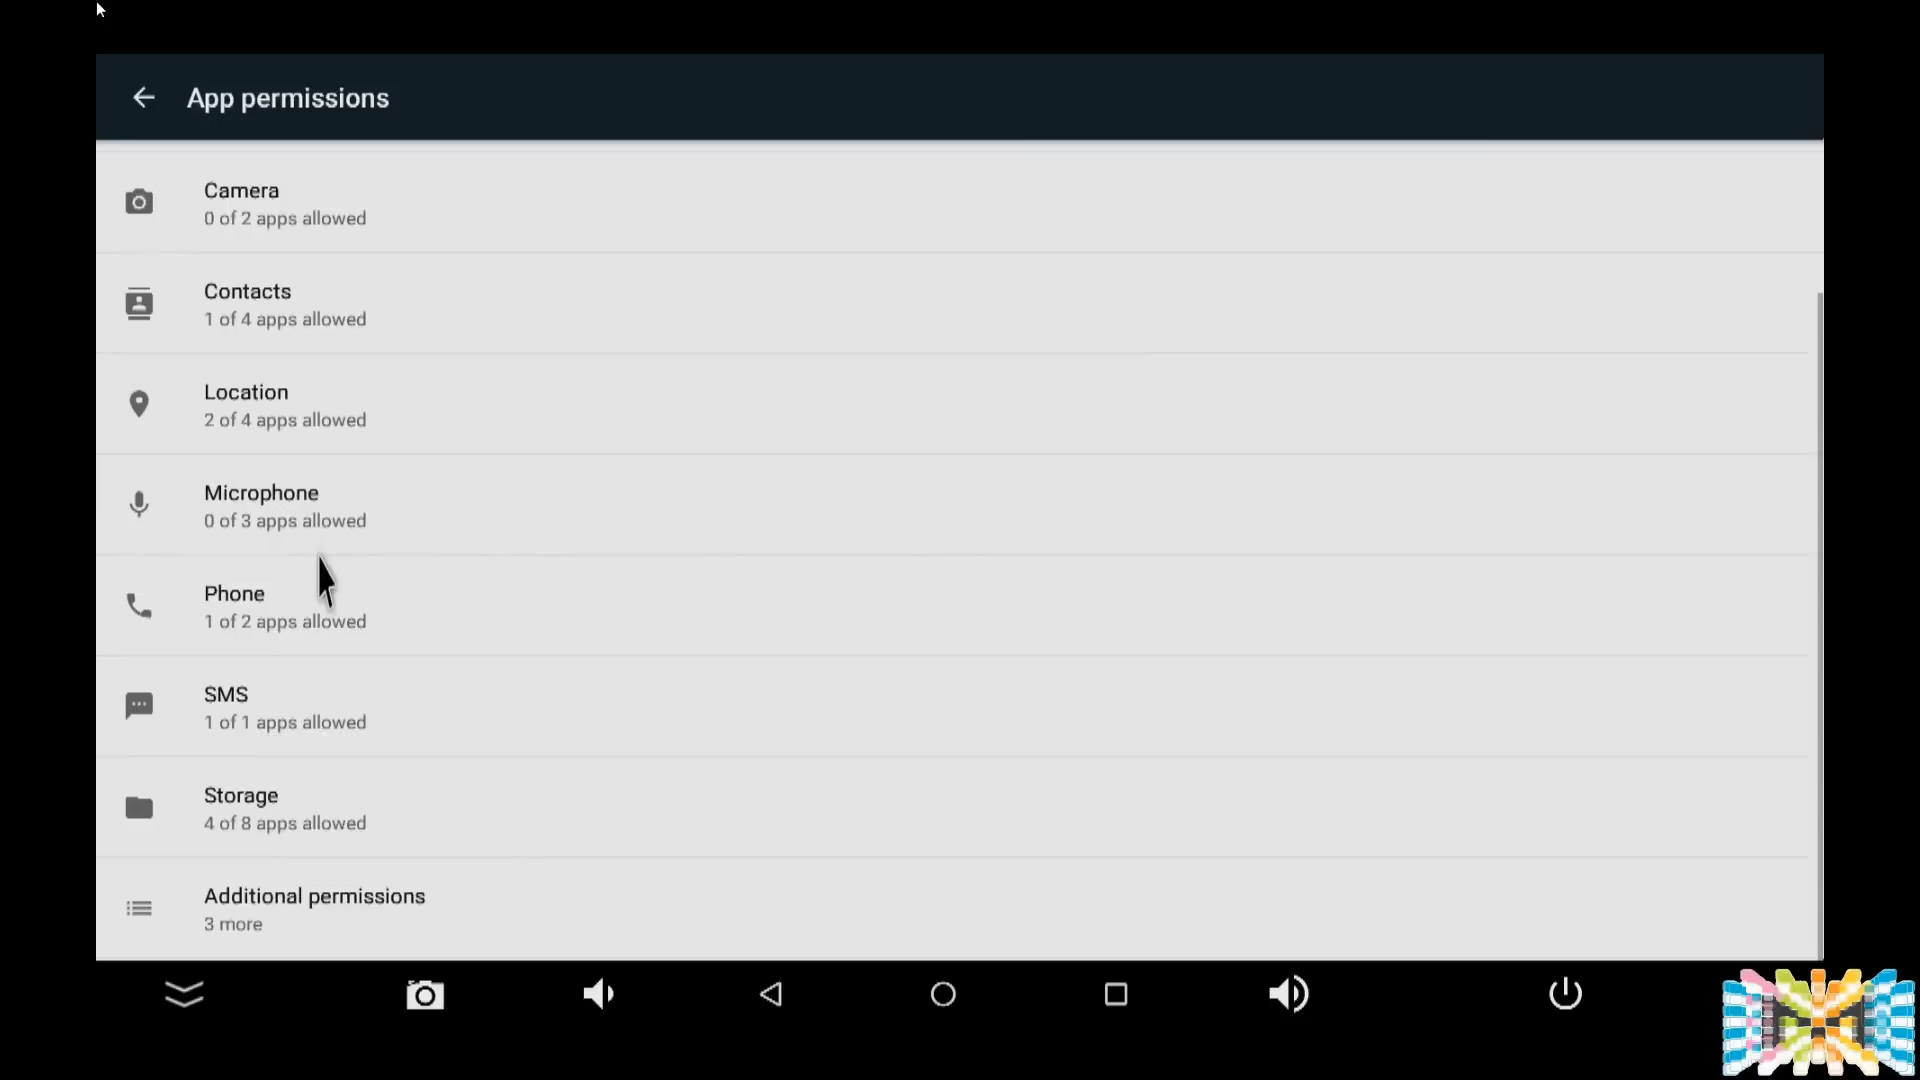 App permissions
Camera
0 of 2 apps allowed
Contacts
1 of 4 apps allowed
Location
2 of 4 apps allowed
Microphone
0 of 3 apps allowed
Phone
1 of 2 apps allowed
SMS
1 of 1 apps allowed
Storage
4 of 8 apps allowed
Additional permissions
3 more